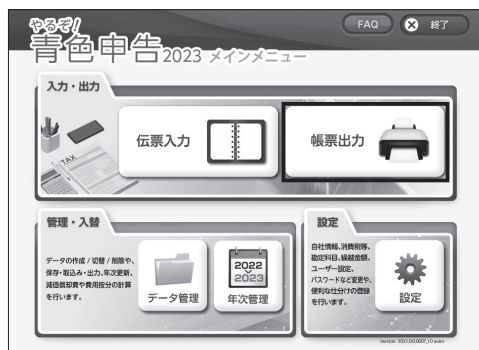 やるぞ!
青色申告2023 メインメニュー
FAQ
終了
入力・出力
TAX
伝票入力
帳票出力
管理・入替
データの作成 / 切替 / 削除や、
保存・取込み・出力、年次更新、
減価償却費や費用按分の計算
を行います。
データ管理
2022
2023
年次管理
設定
自社情報、消費税等、
勘定科目、繰越金額、
ユーザー設定、
パスワードなど変更や、
便利な仕分けの登録
を行います。
設定